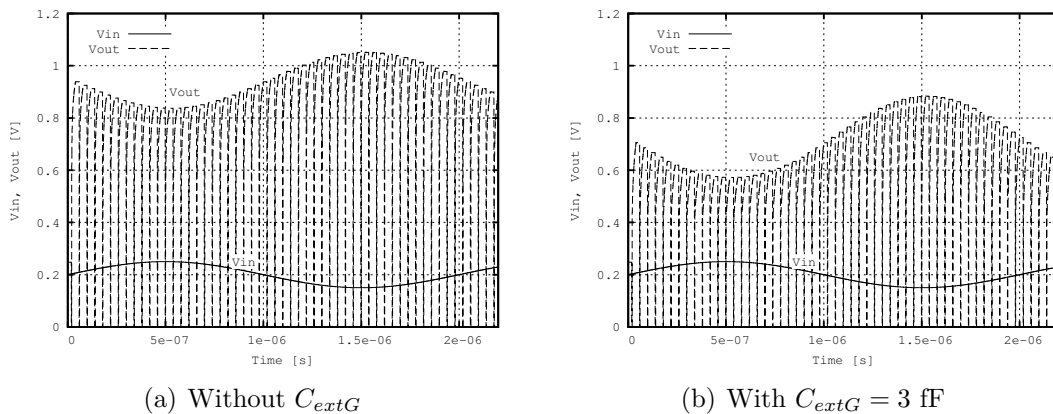 1.2
1
0.8
0.6
0.4
0.2
0
Vin, Vout [V]
Vin
Vout
Vout
Vin
0
5e-07
1e-06
1.5e-06
2e-06
Time [s]
(a) Without C_extG
1.2
1
0.8
0.6
0.4
0.2
0
Vin, Vout [V]
Vin
Vout
Vout
Vin
0
5e-07
1e-06
1.5e-06
2e-06
Time [s]
(b) With C_extG = 3 fF